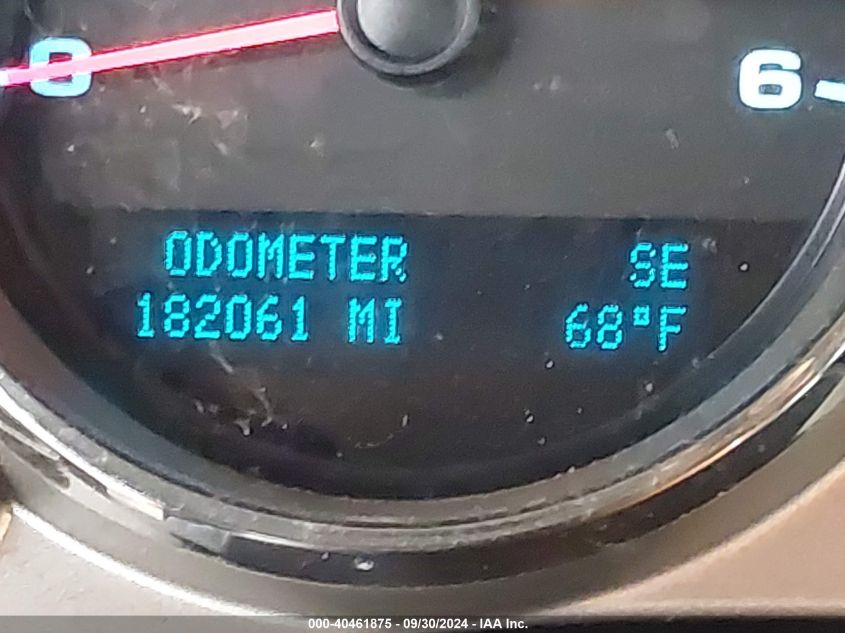 0 6
ODOMETER SE
182061 MI 68°F
000-40461875 - 09/30/2024 - IAA Inc.